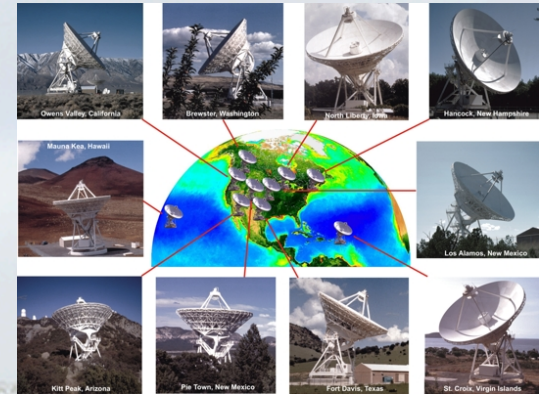 Owens Valley, California
Brewster, Washington
North Liberty, Iowa
Hancock, New Hampshire
Mauna Kea, Hawaii
Los Alamos, New Mexico
Kitt Peak, Arizona
Pie Town, New Mexico
Fort Davis, Texas
St. Croix, Virgin Islands